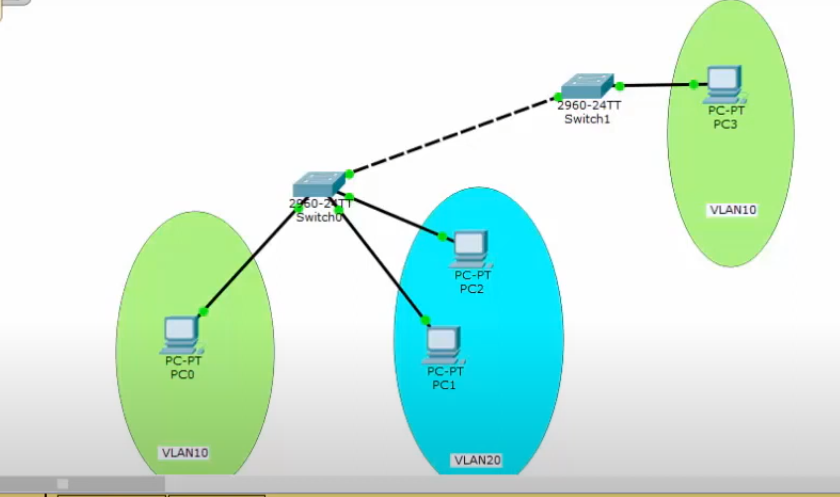 2960-24TT
Switch1
PC-PT
PC3
VLAN10
2960-24TT
Switch0
PC-PT
PC2
PC-PT
PC0
PC-PT
PC1
VLAN10
VLAN20